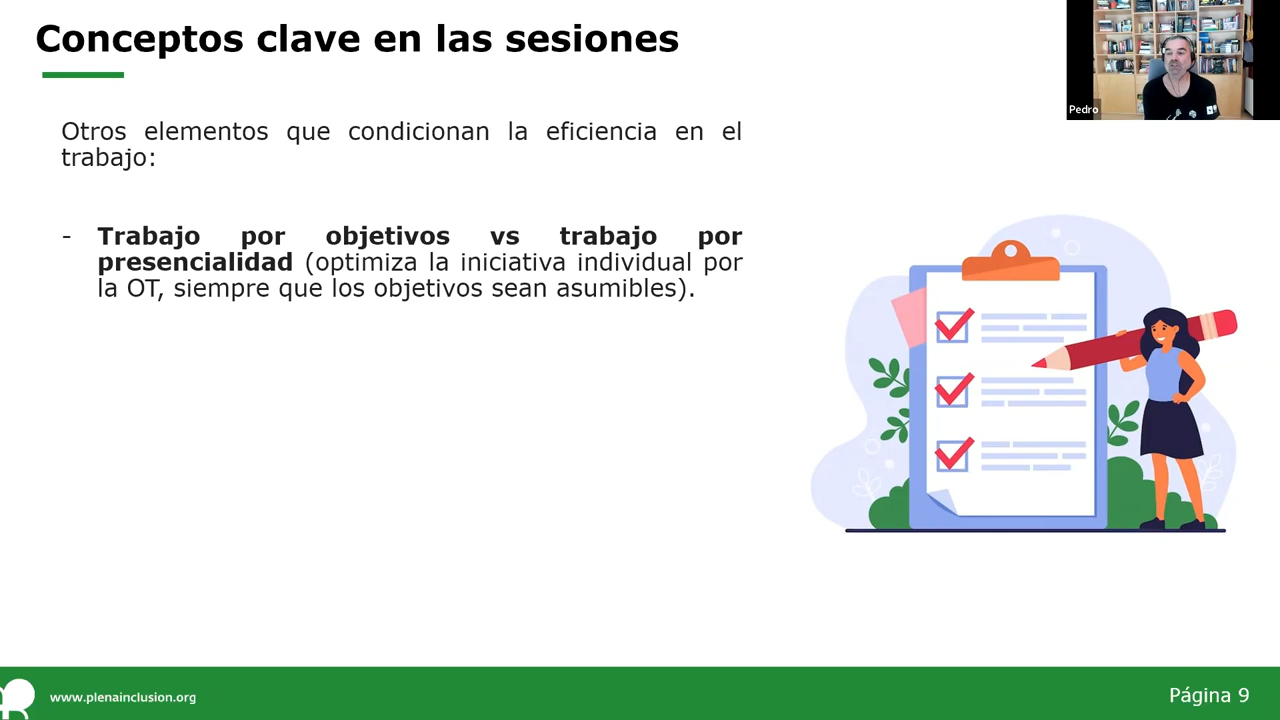 Conceptos clave en las sesiones
Pedro
Otros elementos que condicionan la eficiencia en el
trabajo:
- Trabajo por objetivos vs trabajo por
presencialidad (optimiza la iniciativa individual por
la OT, siempre que los objetivos sean asumibles).
www.plenainclusion.org
Página 9